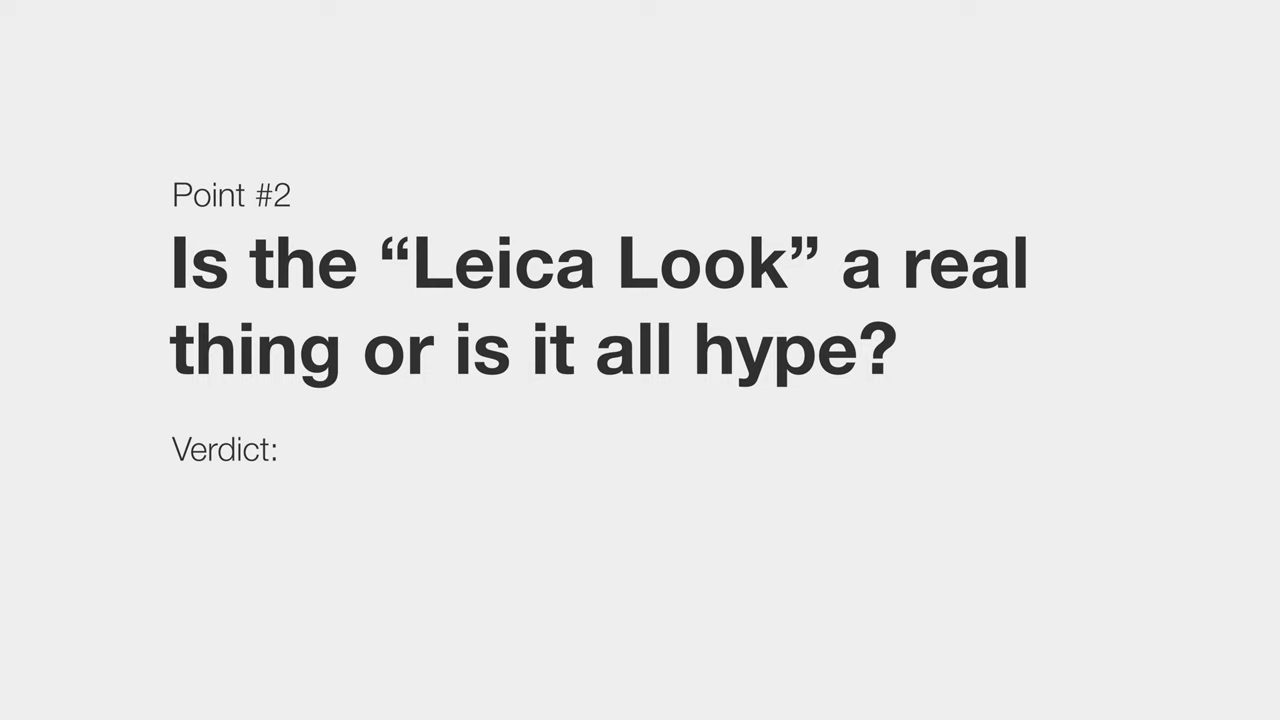 Point #2
Is the “Leica Look” a real
thing or is it all hype?
Verdict: